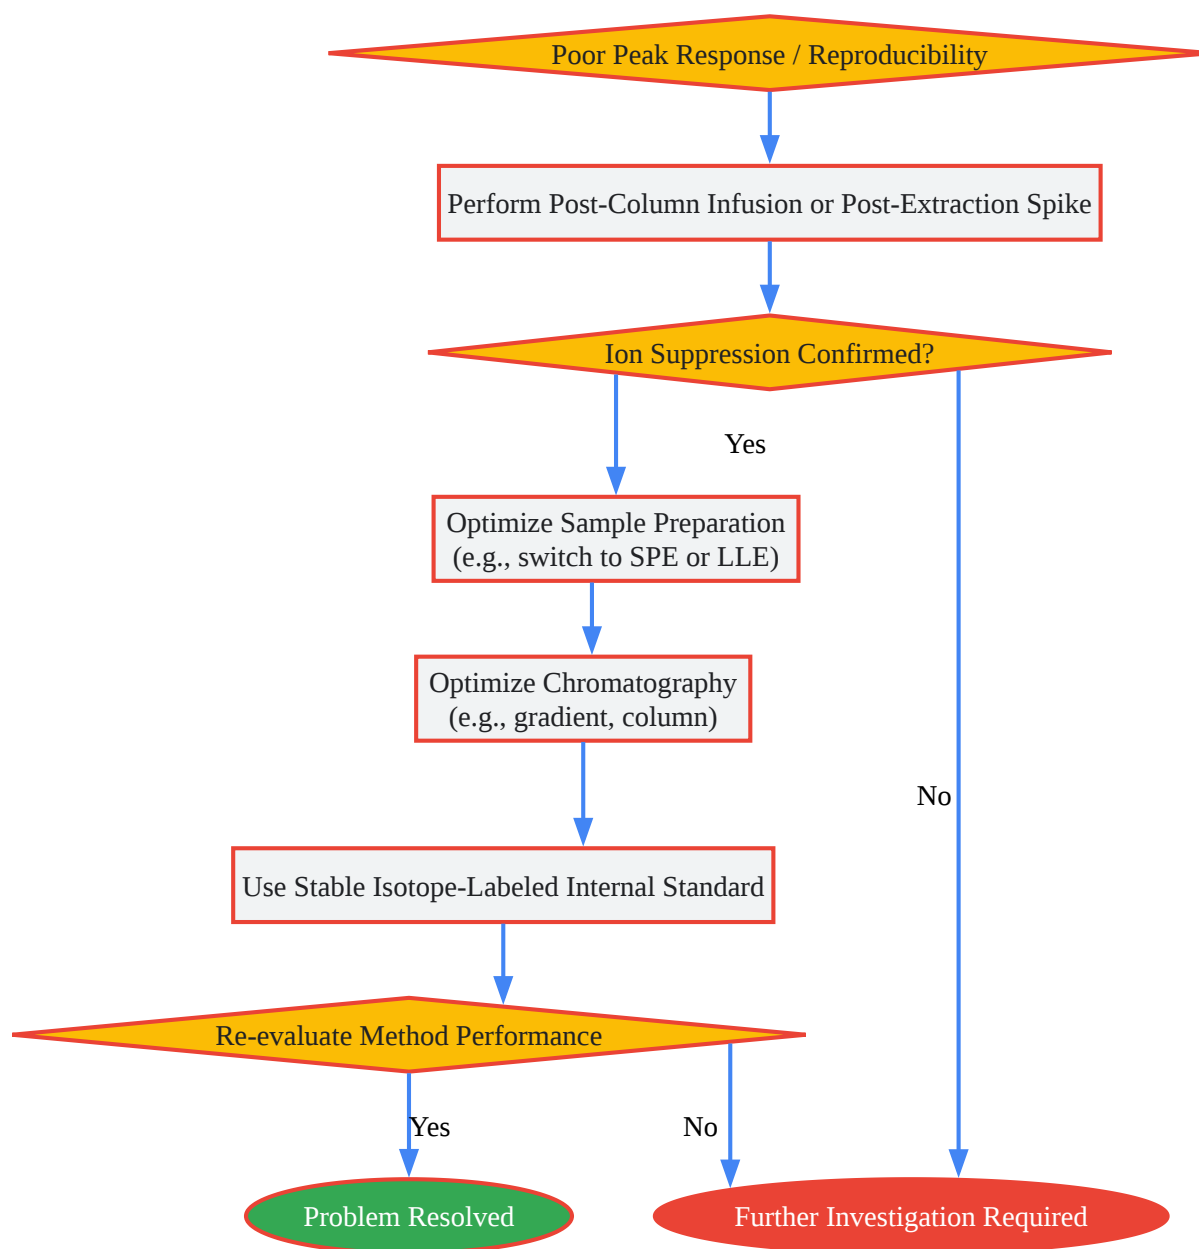 Poor Peak Response / Reproducibility
Perform Post-Column Infusion or Post-Extraction Spike
Ion Suppression Confirmed?
Yes
Optimize Sample Preparation
(e.g., switch to SPE or LLE)
Optimize Chromatography
(e.g., gradient, column)
No
Use Stable Isotope-Labeled Internal Standard
Re-evaluate Method Performance
Yes
No
Problem Resolved
Further Investigation Required